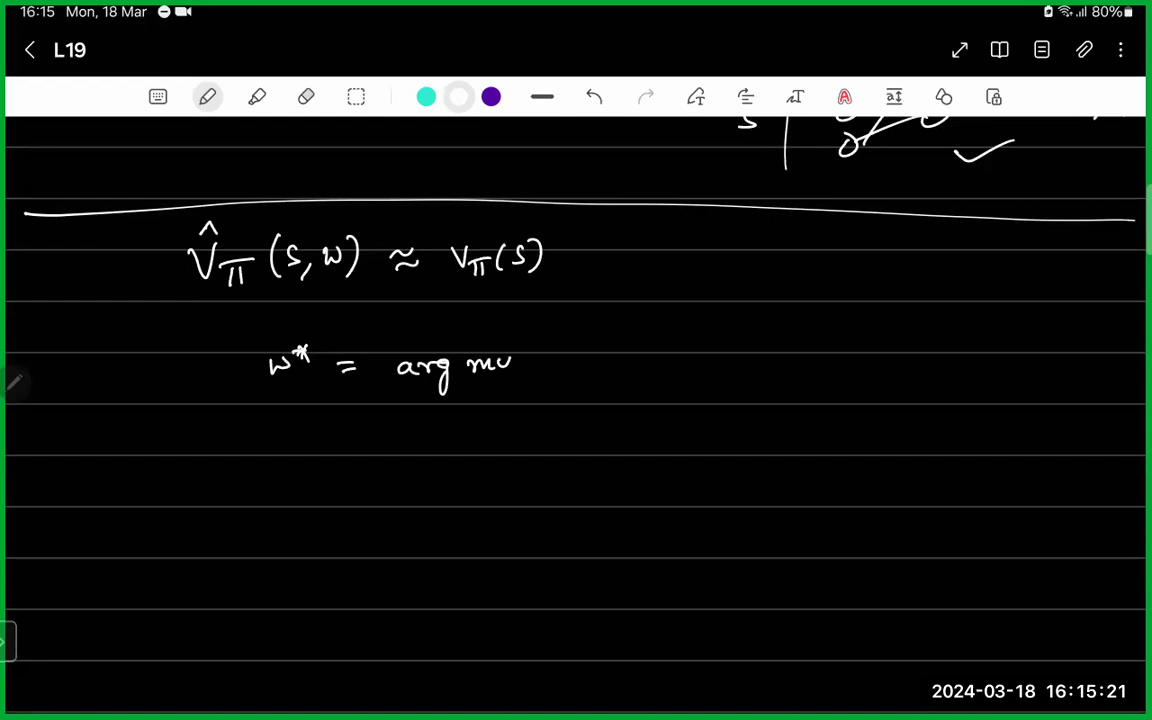 16:15 Mon, 18 Mar 80%
L19
s
V̂π(s,w) ≈ vπ(s)
w* = arg
2024-03-18 16:15:21